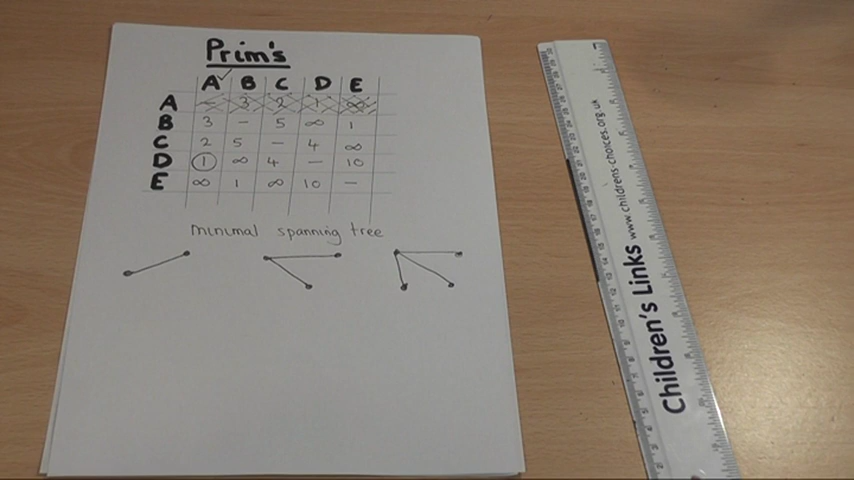 Prim's
A ✓ B C D E
A - 3 2 1 ∞
B 3 - 5 ∞ 1
C 2 5 - 4 ∞
D 1 ∞ 4 - 10
E ∞ 1 ∞ 10 -
minimal spanning tree
Children's Links www.childrens-choices.org.uk